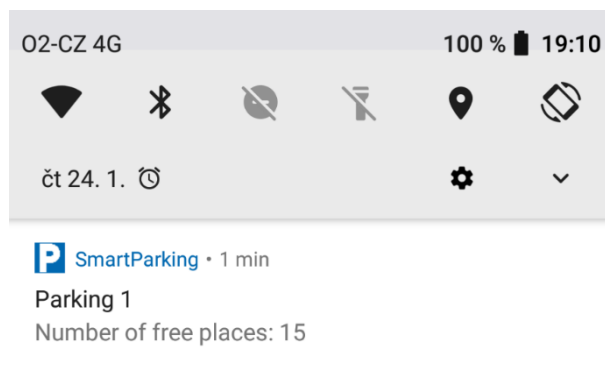 O2-CZ 4G 100 % 19:10
čt 24. 1.
P SmartParking • 1 min
Parking 1
Number of free places: 15